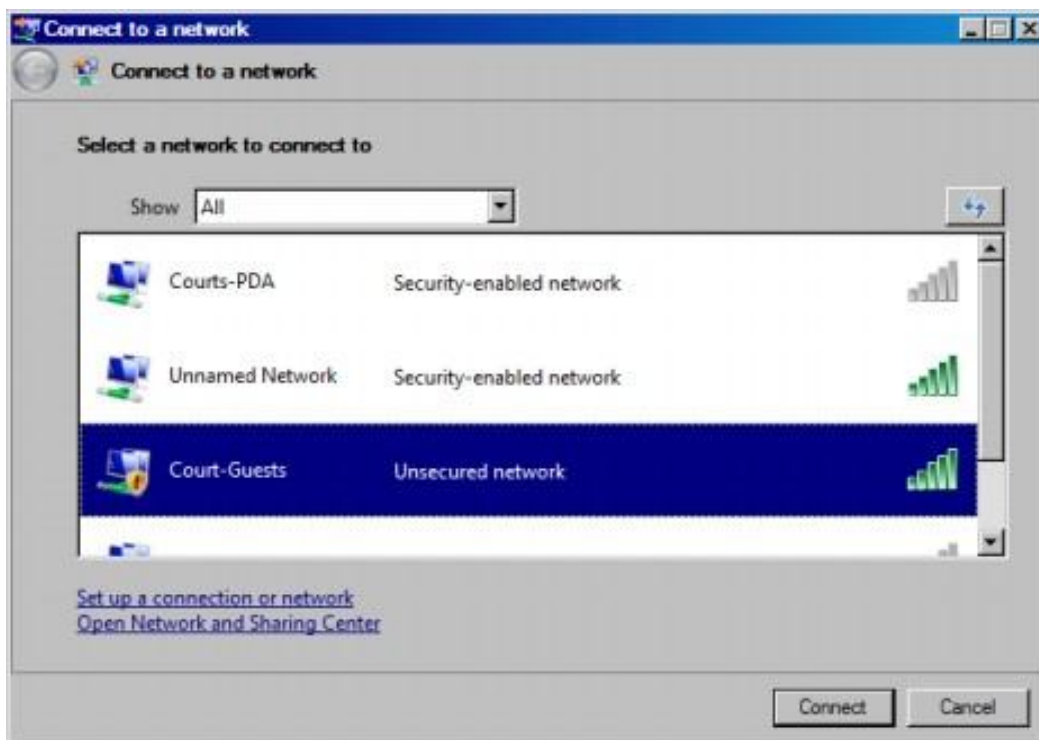 Connect to a network
Connect to a network
Select a network to connect to
Show All
Courts-PDA Security-enabled network
Unnamed Network Security-enabled network
Court-Guests Unsecured network
Set up a connection or network
Open Network and Sharing Center
Connect Cancel